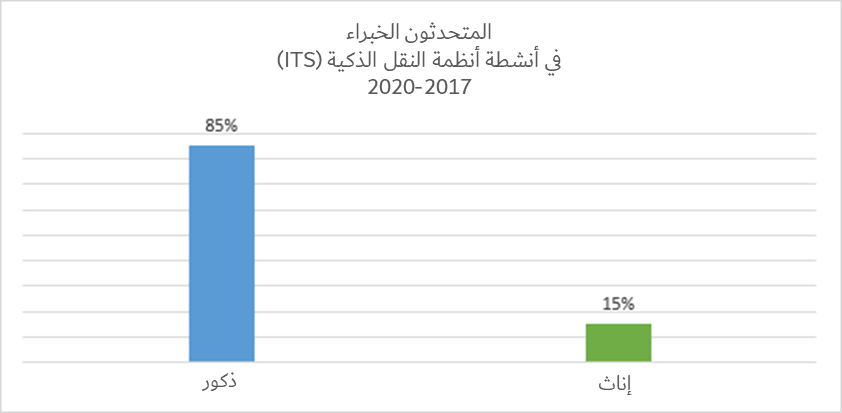 المتحدثون الخبراء
في أنشطة أنظمة النقل الذكية (ITS)
2020-2017
85%
15%
ذكور
إناث